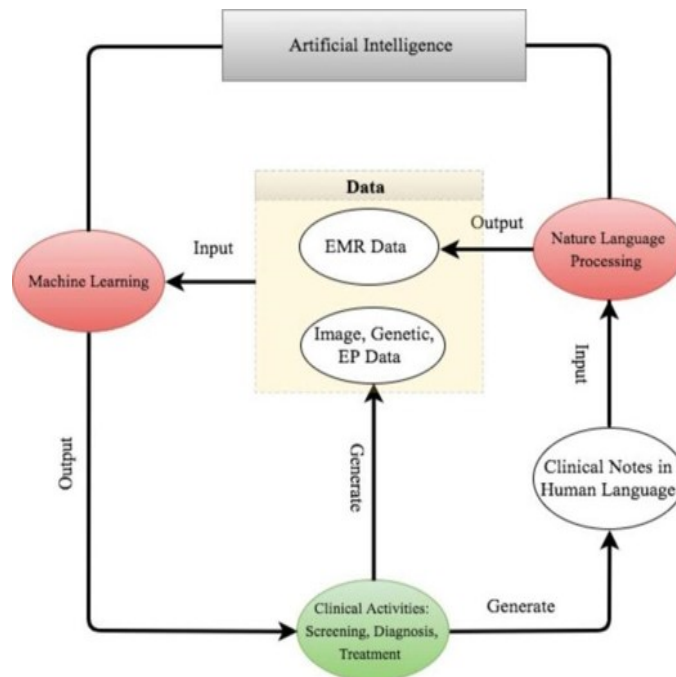 Artificial Intelligence
Data
Output
Input
EMR Data
Nature Language
Processing
Machine Learning
Image, Genetic,
EP Data
Input
Output
Generate
Clinical Notes in
Human Language
Clinical Activities:
Screening, Diagnosis,
Treatment
Generate